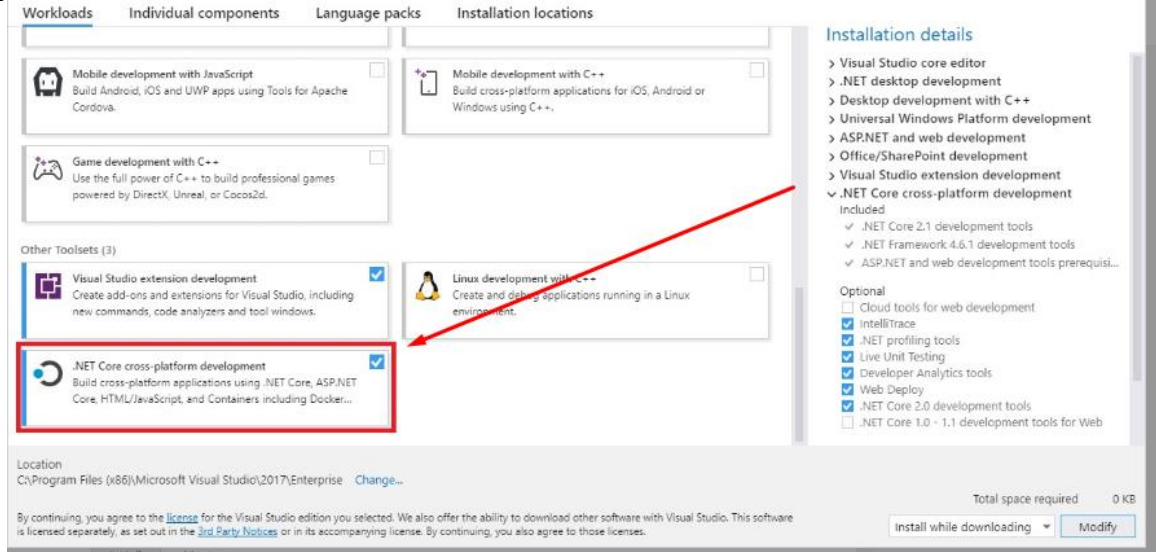 Workloads
Individual components
Language packs
Installation locations
Mobile development with JavaScript
Build Android, iOS and UWP apps using Tools for Apache
Cordova.
Mobile development with C++
Build cross-platform applications for iOS, Android or
Windows using C++.
Game development with C++
Use the full power of C++ to build professional games
powered by DirectX, Unreal, or Cocos2d.
Other Toolsets (3)
Visual Studio extension development
Create add-ons and extensions for Visual Studio, including
new commands, code analyzers and tool windows.
Linux development with C++
Create and debug applications running in a Linux
environment.
.NET Core cross-platform development
Build cross-platform applications using .NET Core, ASP.NET
Core, HTML/JavaScript, and Containers including Docker...
Installation details
Visual Studio core editor
.NET desktop development
Desktop development with C++
Universal Windows Platform development
ASP.NET and web development
Office/SharePoint development
Visual Studio extension development
.NET Core cross-platform development
Included
.NET Core 2.1 development tools
.NET Framework 4.6.1 development tools
ASP.NET and web development tools prerequisi...
Optional
Cloud tools for web development
IntelliTrace
.NET profiling tools
Live Unit Testing
Developer Analytics tools
Web Deploy
.NET Core 2.0 development tools
.NET Core 1.0 - 1.1 development tools for Web
Location
C:\Program Files (x86)\Microsoft Visual Studio\2017\Enterprise Change...
By continuing, you agree to the license for the Visual Studio edition you selected. We also offer the ability to download other software with Visual Studio. This software
is licensed separately, as set out in the 3rd Party Notices or in its accompanying license. By continuing, you also agree to those licenses.
Total space required 0 KB
Install while downloading
Modify